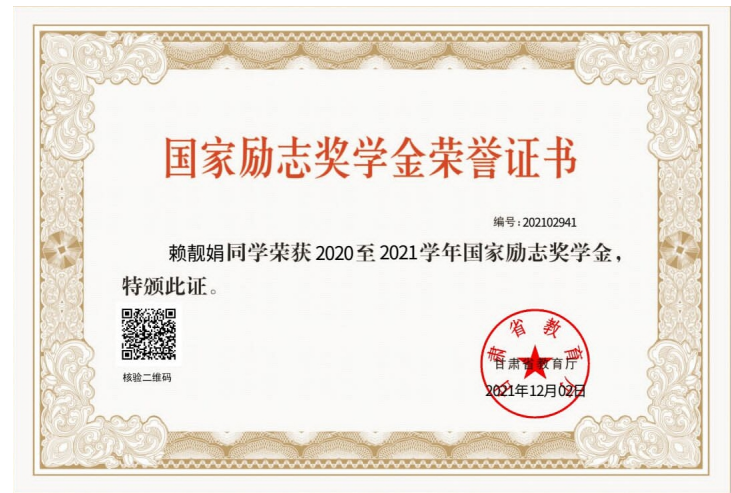 国家励志奖学金荣誉证书
编号:202102941
赖靓娟同学荣获2020至2021学年国家励志奖学金,
特颁此证。
核验二维码
甘肃省教育厅
甘肃省教育厅
2021年12月02日